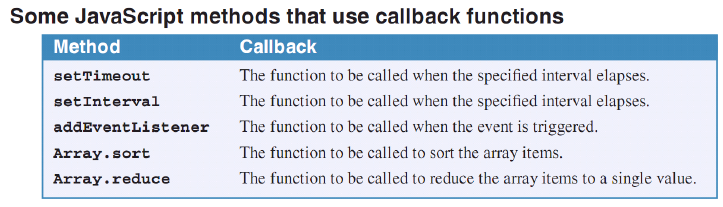 Some JavaScript methods that use callback functions
Method Callback
setTimeout The function to be called when the specified interval elapses.
setInterval The function to be called when the specified interval elapses.
addEventListener The function to be called when the event is triggered.
Array.sort The function to be called to sort the array items.
Array.reduce The function to be called to reduce the array items to a single value.